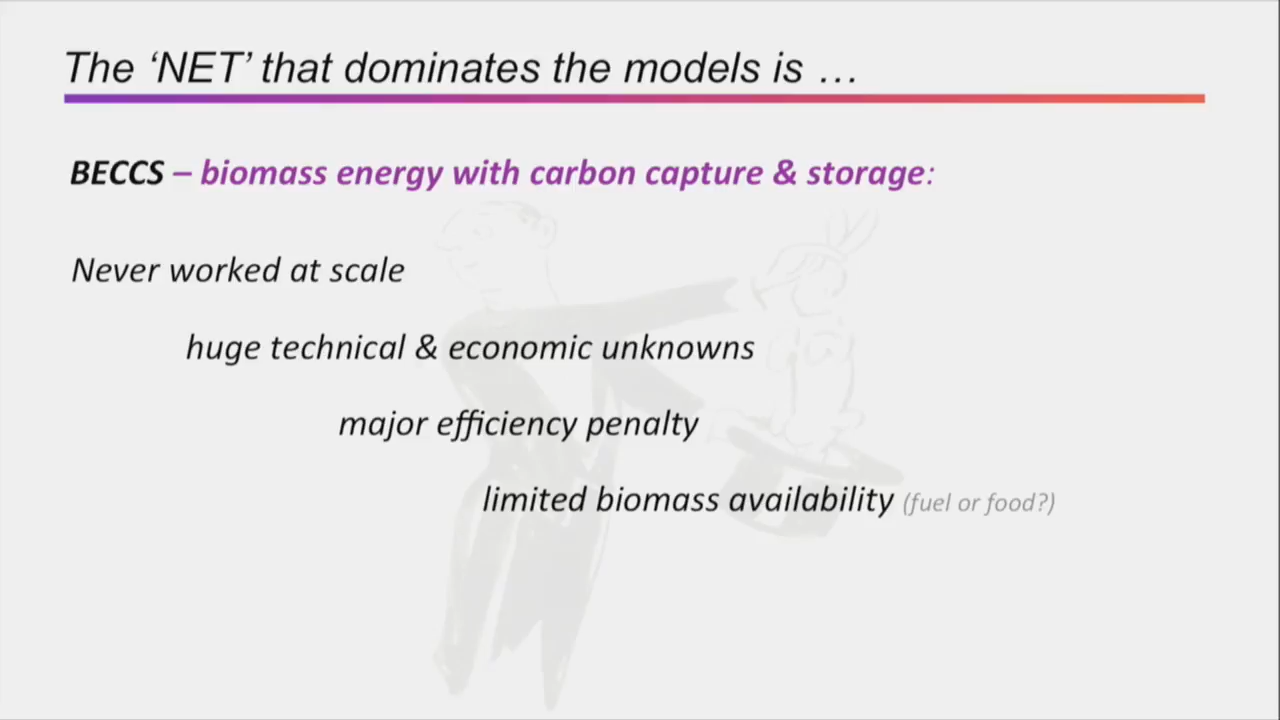 The ‘NET’ that dominates the models is …
BECCS – biomass energy with carbon capture & storage:
Never worked at scale
huge technical & economic unknowns
major efficiency penalty
limited biomass availability (fuel or food?)